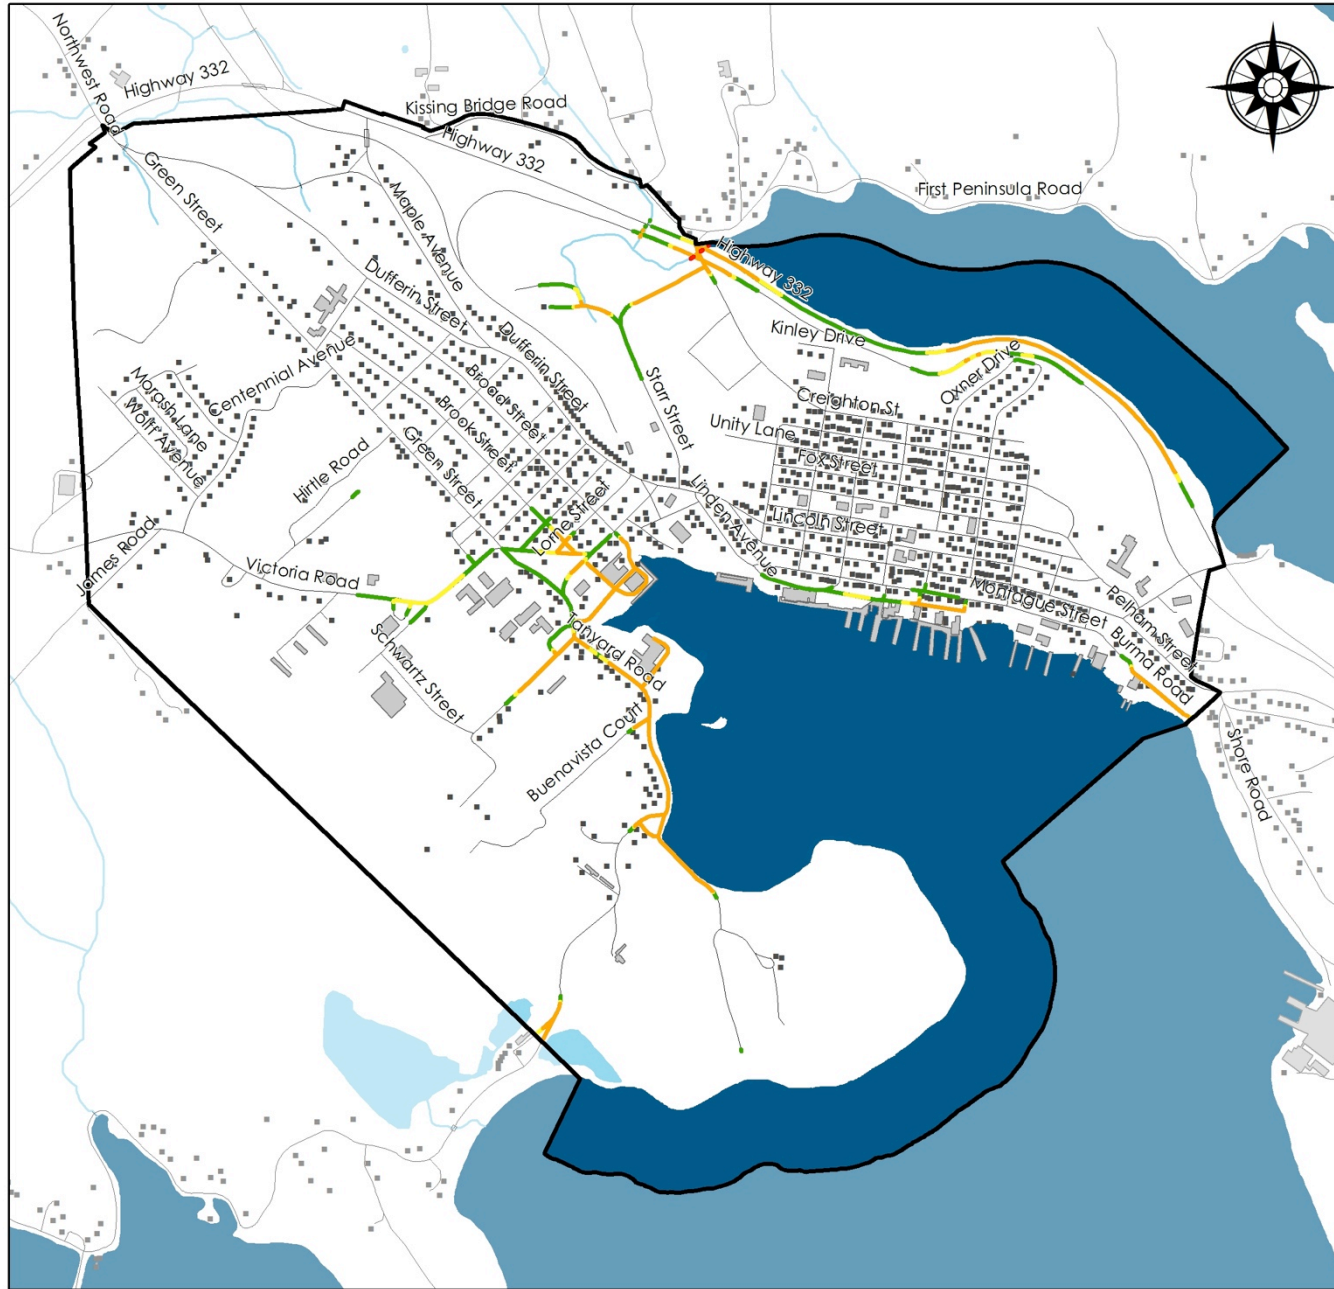 Northwest Road
Highway 332
Kissing Bridge Road
Highway 332
First Peninsula Road
Green Street
Maple Avenue
Highway 332
Dufferin Street
Kinley Drive
Dufferin Street
Oxner Drive
Centennial Avenue
Morash Lane
Wolff Avenue
Broad Street
Starr Street
Creighton St
Brook Street
Unity Lane
Green Street
Fox Street
Hirtle Road
Linden Avenue
Lorne Street
Lincoln Street
James Road
Victoria Road
Montague Street
Pelham Street
Schwartz Street
Tanyard Road
Burma Road
Buenavista Court
Shore Road